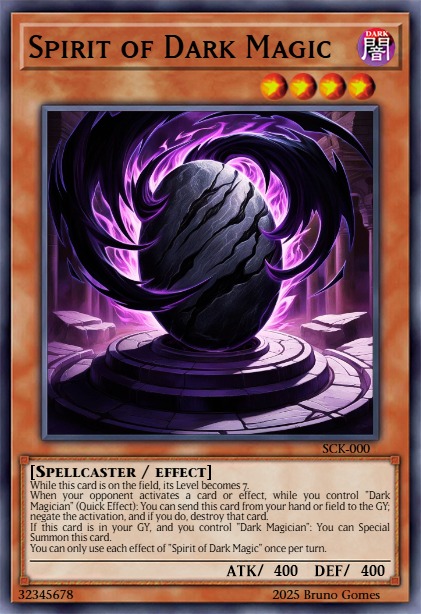 Spirit of Dark Magic
DARK
闇
SCK-000
[Spellcaster / effect]
While this card is on the field, its Level becomes 7.
When your opponent activates a card or effect, while you control "Dark
Magician" (Quick Effect): You can send this card from your hand or field to the GY;
negate the activation, and if you do, destroy that card.
If this card is in your GY, and you control "Dark Magician": You can Special
Summon this card.
You can only use each effect of "Spirit of Dark Magic" once per turn.
ATK/ 400 DEF/ 400
32345678 2025 Bruno Gomes